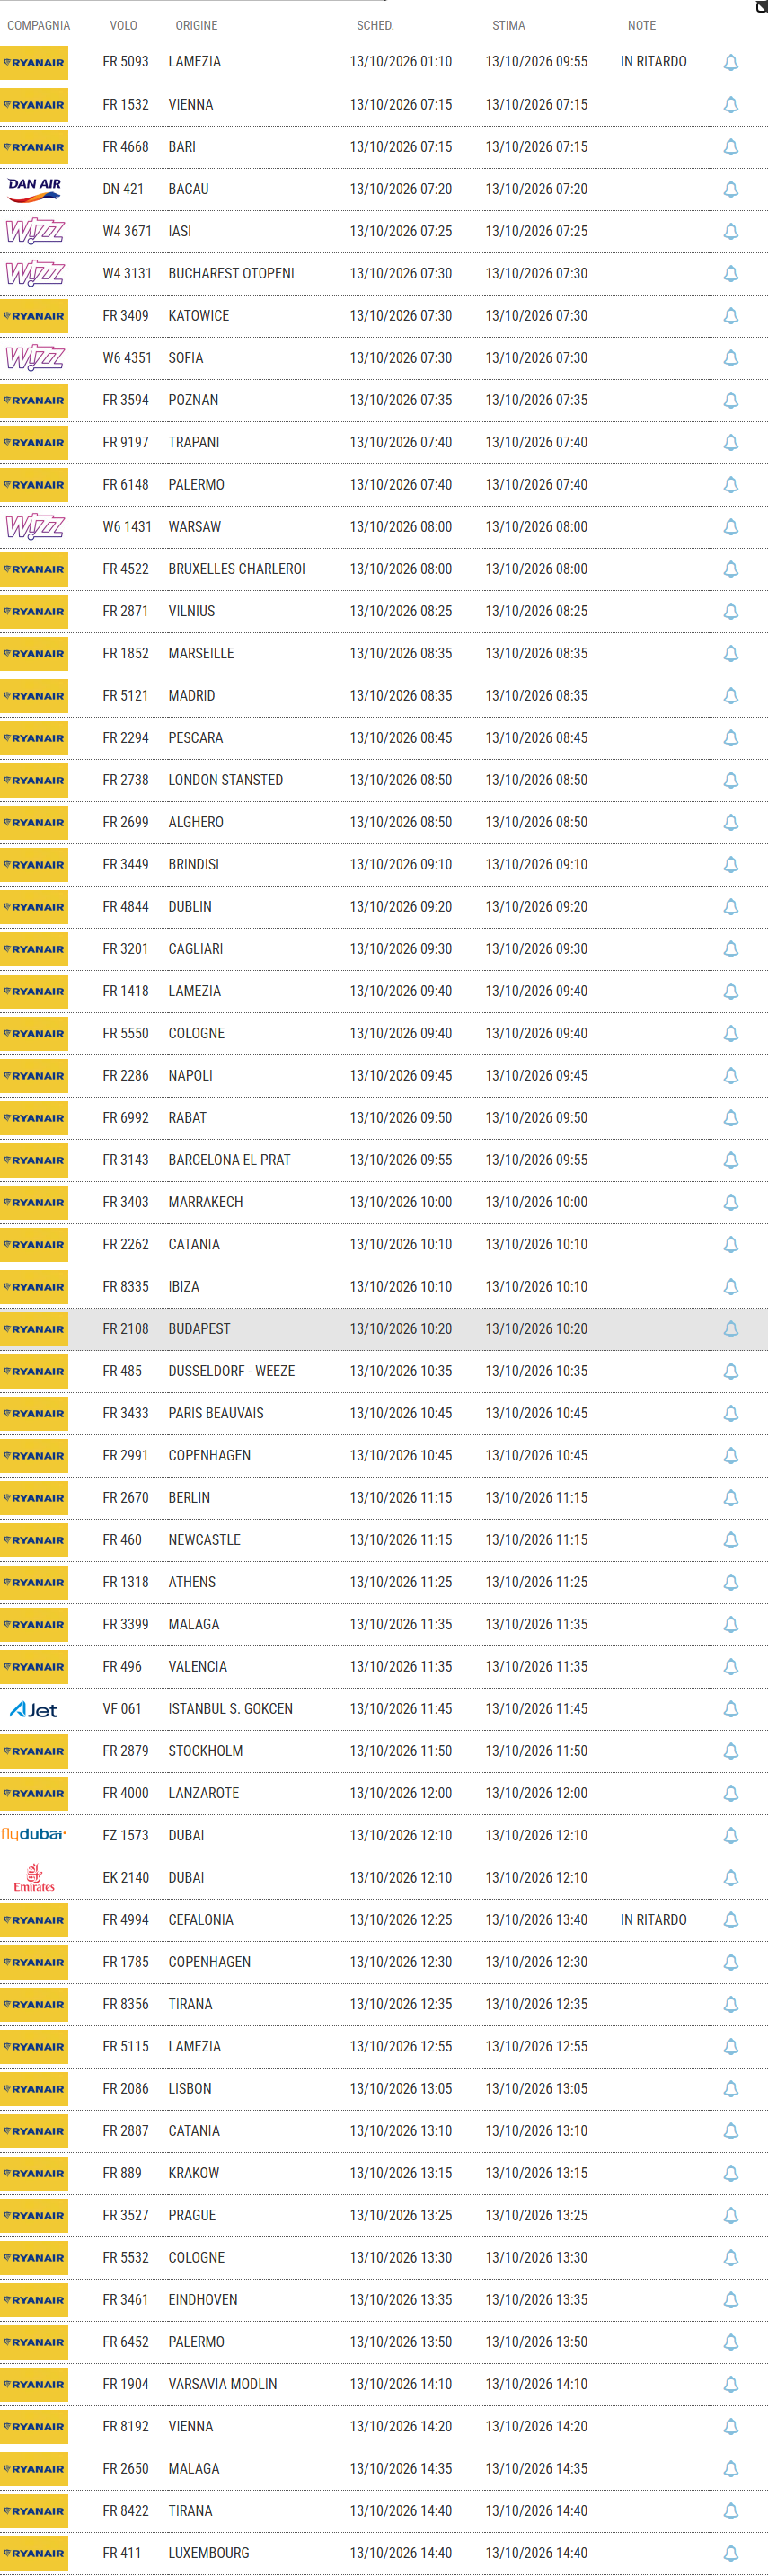 COMPAGNIA VOLO ORIGINE SCHED. STIMA NOTE
RYANAIR FR 5093 LAMEZIA 13/10/2026 01:10 13/10/2026 09:55 IN RITARDO
RYANAIR FR 1532 VIENNA 13/10/2026 07:15 13/10/2026 07:15
RYANAIR FR 4668 BARI 13/10/2026 07:15 13/10/2026 07:15
DAN AIR DN 421 BACAU 13/10/2026 07:20 13/10/2026 07:20
WIZZ W4 3671 IASI 13/10/2026 07:25 13/10/2026 07:25
WIZZ W4 3131 BUCHAREST OTOPENI 13/10/2026 07:30 13/10/2026 07:30
RYANAIR FR 3409 KATOWICE 13/10/2026 07:30 13/10/2026 07:30
WIZZ W6 4351 SOFIA 13/10/2026 07:30 13/10/2026 07:30
RYANAIR FR 3594 POZNAN 13/10/2026 07:35 13/10/2026 07:35
RYANAIR FR 9197 TRAPANI 13/10/2026 07:40 13/10/2026 07:40
RYANAIR FR 6148 PALERMO 13/10/2026 07:40 13/10/2026 07:40
WIZZ W6 1431 WARSAW 13/10/2026 08:00 13/10/2026 08:00
RYANAIR FR 4522 BRUXELLES CHARLEROI 13/10/2026 08:00 13/10/2026 08:00
RYANAIR FR 2871 VILNIUS 13/10/2026 08:25 13/10/2026 08:25
RYANAIR FR 1852 MARSEILLE 13/10/2026 08:35 13/10/2026 08:35
RYANAIR FR 5121 MADRID 13/10/2026 08:35 13/10/2026 08:35
RYANAIR FR 2294 PESCARA 13/10/2026 08:45 13/10/2026 08:45
RYANAIR FR 2738 LONDON STANSTED 13/10/2026 08:50 13/10/2026 08:50
RYANAIR FR 2699 ALGHERO 13/10/2026 08:50 13/10/2026 08:50
RYANAIR FR 3449 BRINDISI 13/10/2026 09:10 13/10/2026 09:10
RYANAIR FR 4844 DUBLIN 13/10/2026 09:20 13/10/2026 09:20
RYANAIR FR 3201 CAGLIARI 13/10/2026 09:30 13/10/2026 09:30
RYANAIR FR 1418 LAMEZIA 13/10/2026 09:40 13/10/2026 09:40
RYANAIR FR 5550 COLOGNE 13/10/2026 09:40 13/10/2026 09:40
RYANAIR FR 2286 NAPOLI 13/10/2026 09:45 13/10/2026 09:45
RYANAIR FR 6992 RABAT 13/10/2026 09:50 13/10/2026 09:50
RYANAIR FR 3143 BARCELONA EL PRAT 13/10/2026 09:55 13/10/2026 09:55
RYANAIR FR 3403 MARRAKECH 13/10/2026 10:00 13/10/2026 10:00
RYANAIR FR 2262 CATANIA 13/10/2026 10:10 13/10/2026 10:10
RYANAIR FR 8335 IBIZA 13/10/2026 10:10 13/10/2026 10:10
RYANAIR FR 2108 BUDAPEST 13/10/2026 10:20 13/10/2026 10:20
RYANAIR FR 485 DUSSELDORF - WEEZE 13/10/2026 10:35 13/10/2026 10:35
RYANAIR FR 3433 PARIS BEAUVAIS 13/10/2026 10:45 13/10/2026 10:45
RYANAIR FR 2991 COPENHAGEN 13/10/2026 10:45 13/10/2026 10:45
RYANAIR FR 2670 BERLIN 13/10/2026 11:15 13/10/2026 11:15
RYANAIR FR 460 NEWCASTLE 13/10/2026 11:15 13/10/2026 11:15
RYANAIR FR 1318 ATHENS 13/10/2026 11:25 13/10/2026 11:25
RYANAIR FR 3399 MALAGA 13/10/2026 11:35 13/10/2026 11:35
RYANAIR FR 496 VALENCIA 13/10/2026 11:35 13/10/2026 11:35
AJet VF 061 ISTANBUL S. GOKCEN 13/10/2026 11:45 13/10/2026 11:45
RYANAIR FR 2879 STOCKHOLM 13/10/2026 11:50 13/10/2026 11:50
RYANAIR FR 4000 LANZAROTE 13/10/2026 12:00 13/10/2026 12:00
flydubai FZ 1573 DUBAI 13/10/2026 12:10 13/10/2026 12:10
Emirates EK 2140 DUBAI 13/10/2026 12:10 13/10/2026 12:10
RYANAIR FR 4994 CEFALONIA 13/10/2026 12:25 13/10/2026 13:40 IN RITARDO
RYANAIR FR 1785 COPENHAGEN 13/10/2026 12:30 13/10/2026 12:30
RYANAIR FR 8356 TIRANA 13/10/2026 12:35 13/10/2026 12:35
RYANAIR FR 5115 LAMEZIA 13/10/2026 12:55 13/10/2026 12:55
RYANAIR FR 2086 LISBON 13/10/2026 13:05 13/10/2026 13:05
RYANAIR FR 2887 CATANIA 13/10/2026 13:10 13/10/2026 13:10
RYANAIR FR 889 KRAKOW 13/10/2026 13:15 13/10/2026 13:15
RYANAIR FR 3527 PRAGUE 13/10/2026 13:25 13/10/2026 13:25
RYANAIR FR 5532 COLOGNE 13/10/2026 13:30 13/10/2026 13:30
RYANAIR FR 3461 EINDHOVEN 13/10/2026 13:35 13/10/2026 13:35
RYANAIR FR 6452 PALERMO 13/10/2026 13:50 13/10/2026 13:50
RYANAIR FR 1904 VARSAVIA MODLIN 13/10/2026 14:10 13/10/2026 14:10
RYANAIR FR 8192 VIENNA 13/10/2026 14:20 13/10/2026 14:20
RYANAIR FR 2650 MALAGA 13/10/2026 14:35 13/10/2026 14:35
RYANAIR FR 8422 TIRANA 13/10/2026 14:40 13/10/2026 14:40
RYANAIR FR 411 LUXEMBOURG 13/10/2026 14:40 13/10/2026 14:40